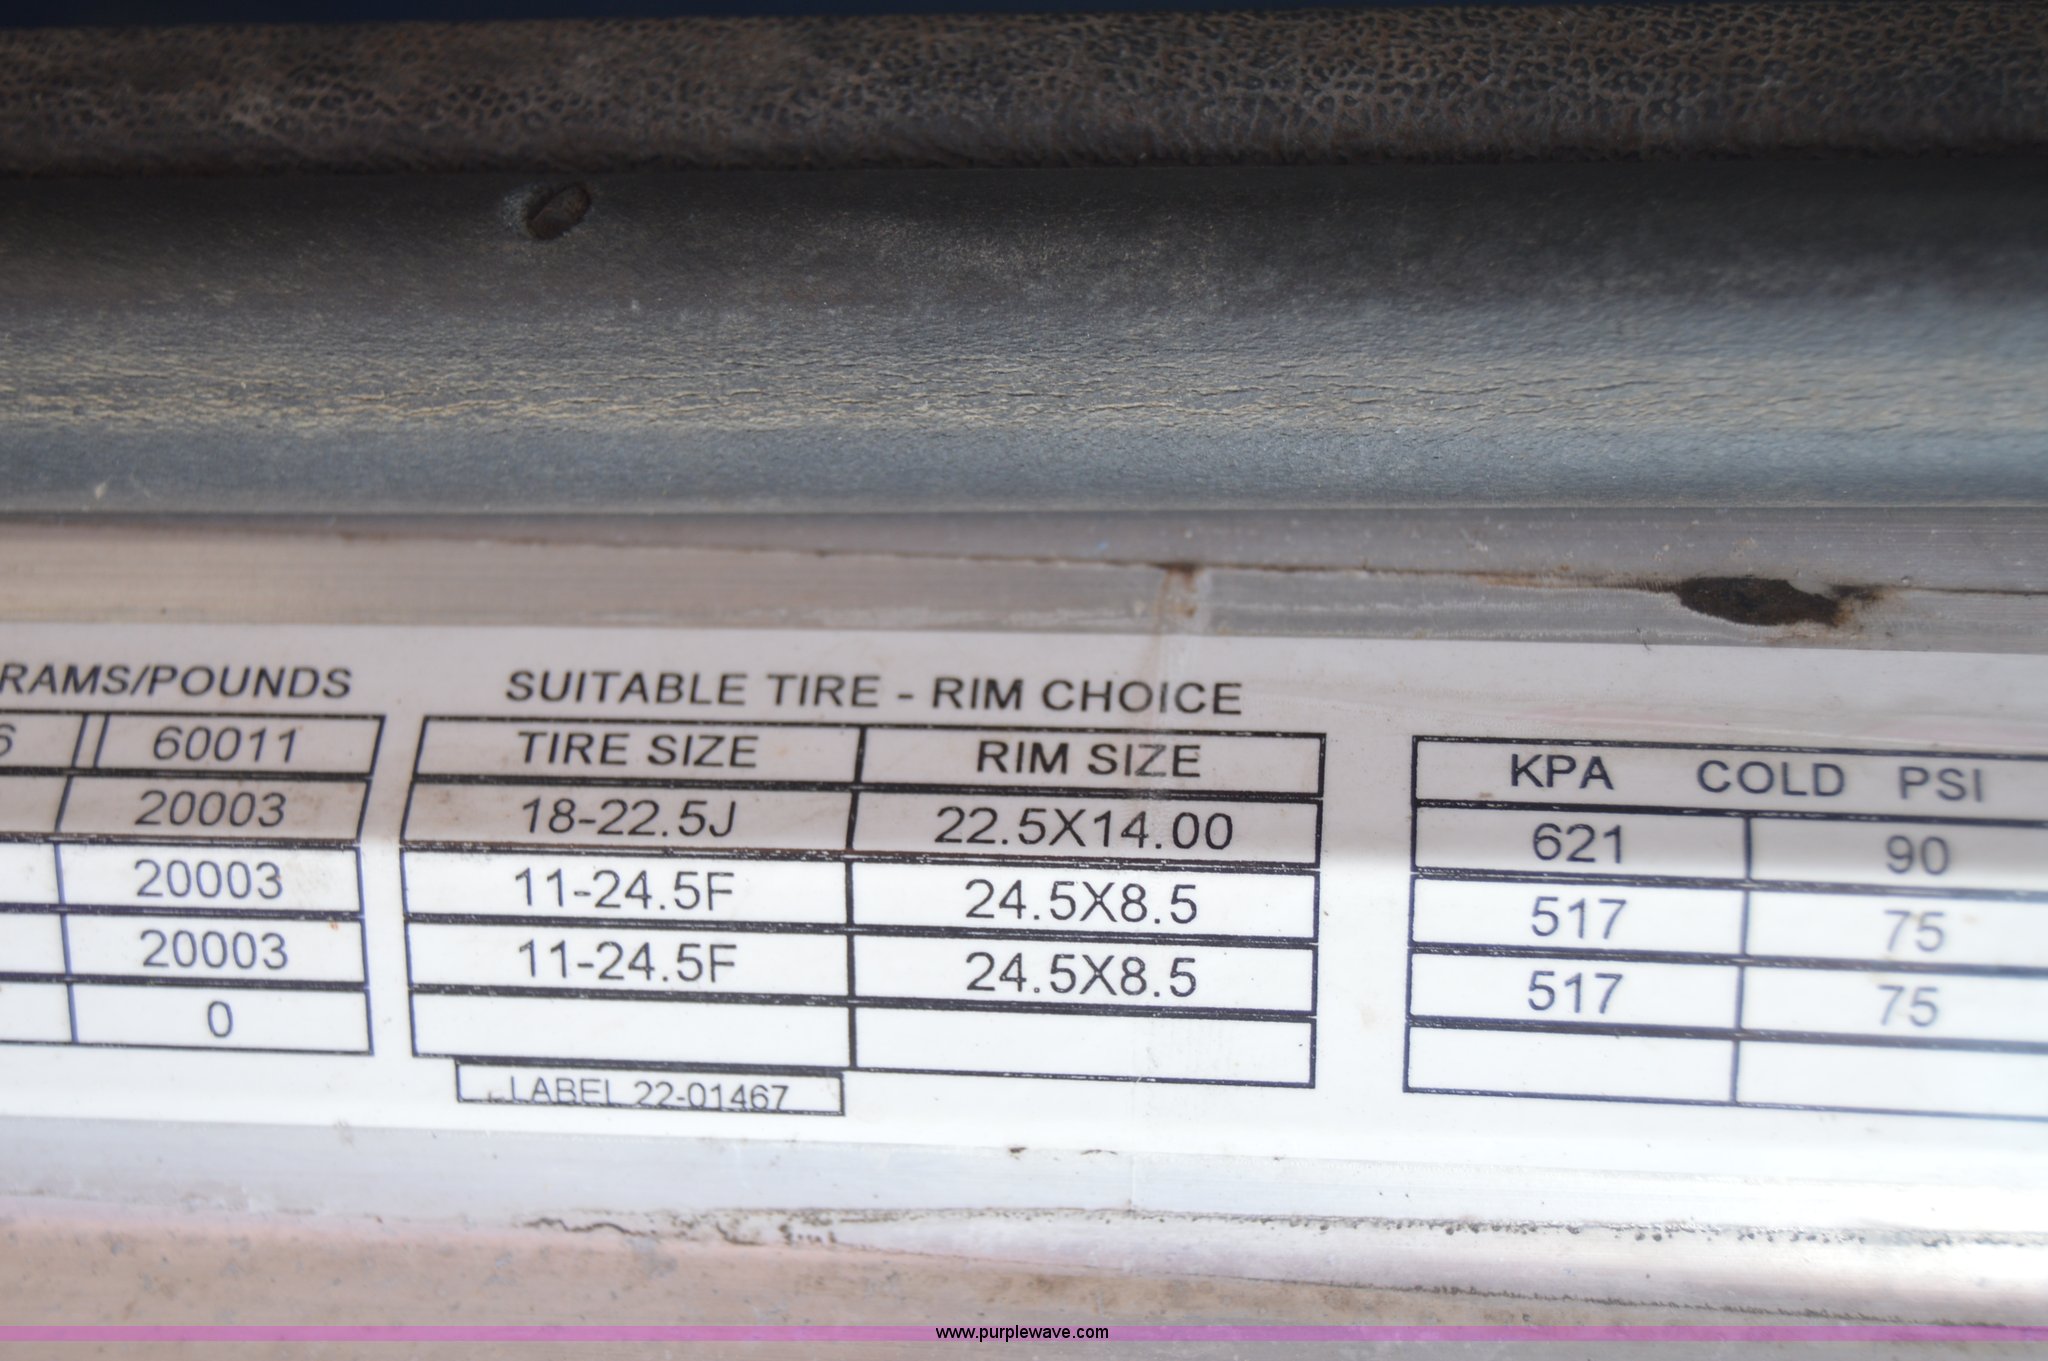 RAMS/POUNDS SUITABLE TIRE - RIM CHOICE
6 60011 TIRE SIZE RIM SIZE KPA COLD PSI
20003 18-22.5J 22.5X14.00 621 90
20003 11-24.5F 24.5X8.5 517 75
20003 11-24.5F 24.5X8.5 517 75
0
LABEL 22-01467
www.purplewave.com